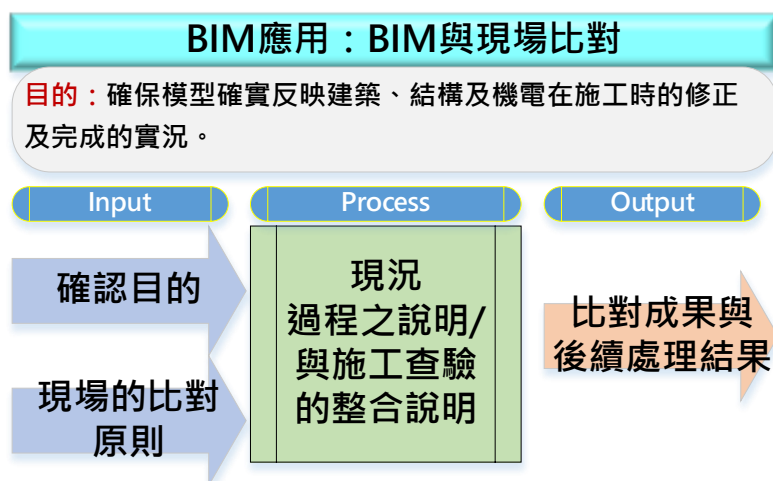 BIM應用：BIM與現場比對
目的：確保模型確實反映建築、結構及機電在施工時的修正
及完成的實況。
Input
Process
Output
確認目的
現場的比對
原則
現況
過程之說明/
與施工查驗
的整合說明
比對成果與
後續處理結果